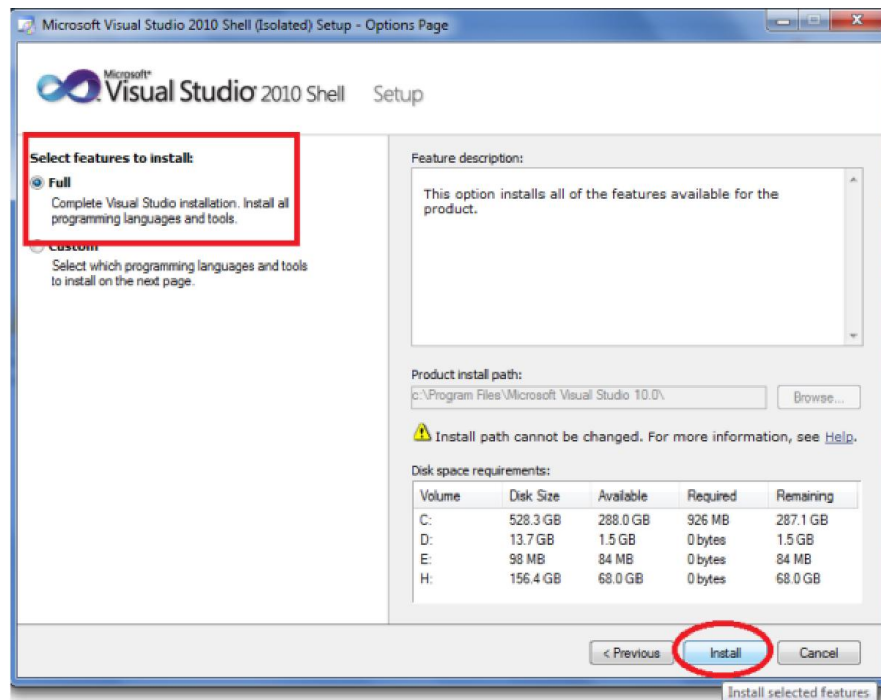 Microsoft Visual Studio 2010 Shell (Isolated) Setup - Options Page
Microsoft*
Visual Studio 2010 Shell Setup
Select features to install:
Full
Complete Visual Studio installation. Install all
programming languages and tools.
Custom
Select which programming languages and tools
to install on the next page.
Feature description:
This option installs all of the features available for the
product.
Product install path:
c:\Program Files\Microsoft Visual Studio 10.0\
Browse...
Install path cannot be changed. For more information, see Help.
Disk space requirements:
Volume Disk Size Available Required Remaining
C: 528.3 GB 288.0 GB 926 MB 287.1 GB
D: 13.7 GB 1.5 GB 0 bytes 1.5 GB
E: 98 MB 84 MB 0 bytes 84 MB
H: 156.4 GB 68.0 GB 0 bytes 68.0 GB
< Previous Install Cancel
Install selected features